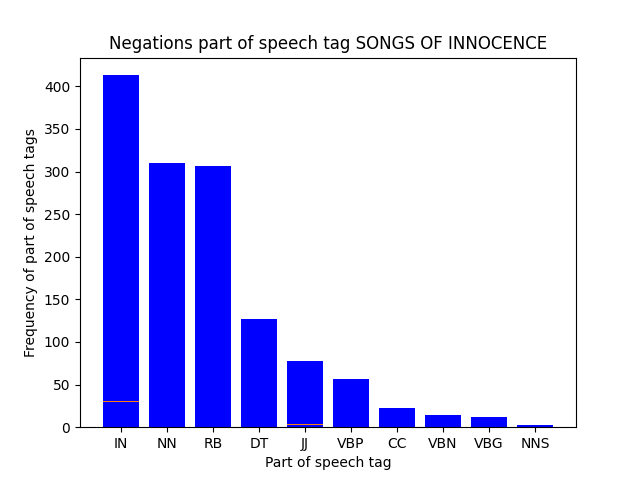 Negations part of speech tag SONGS OF INNOCENCE
Frequency of part of speech tags
400
350
300
250
200
150
100
50
0
IN NN RB DT JJ VBP CC VBN VBG NNS
Part of speech tag